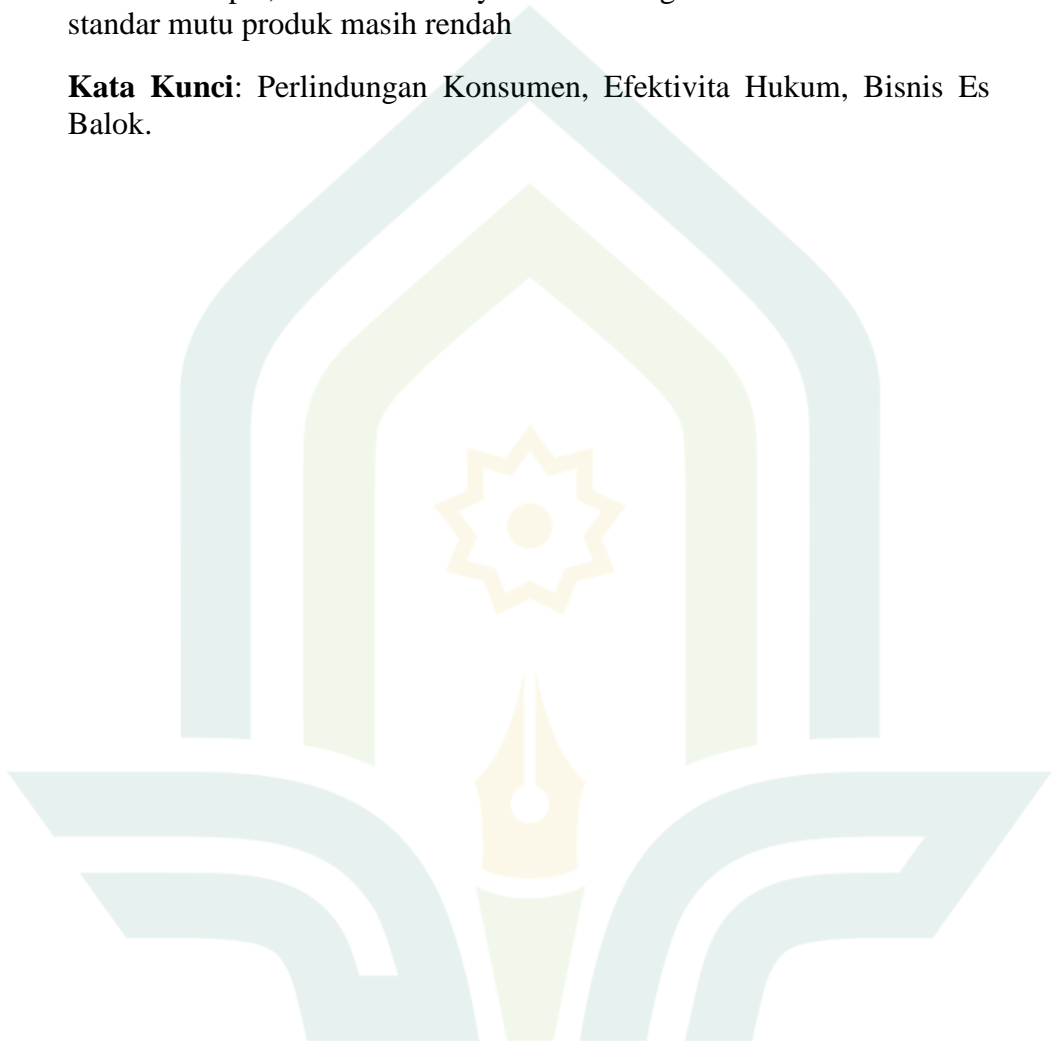 standar mutu produk masih rendah
Kata Kunci: Perlindungan Konsumen, Efektivita Hukum, Bisnis Es
Balok.